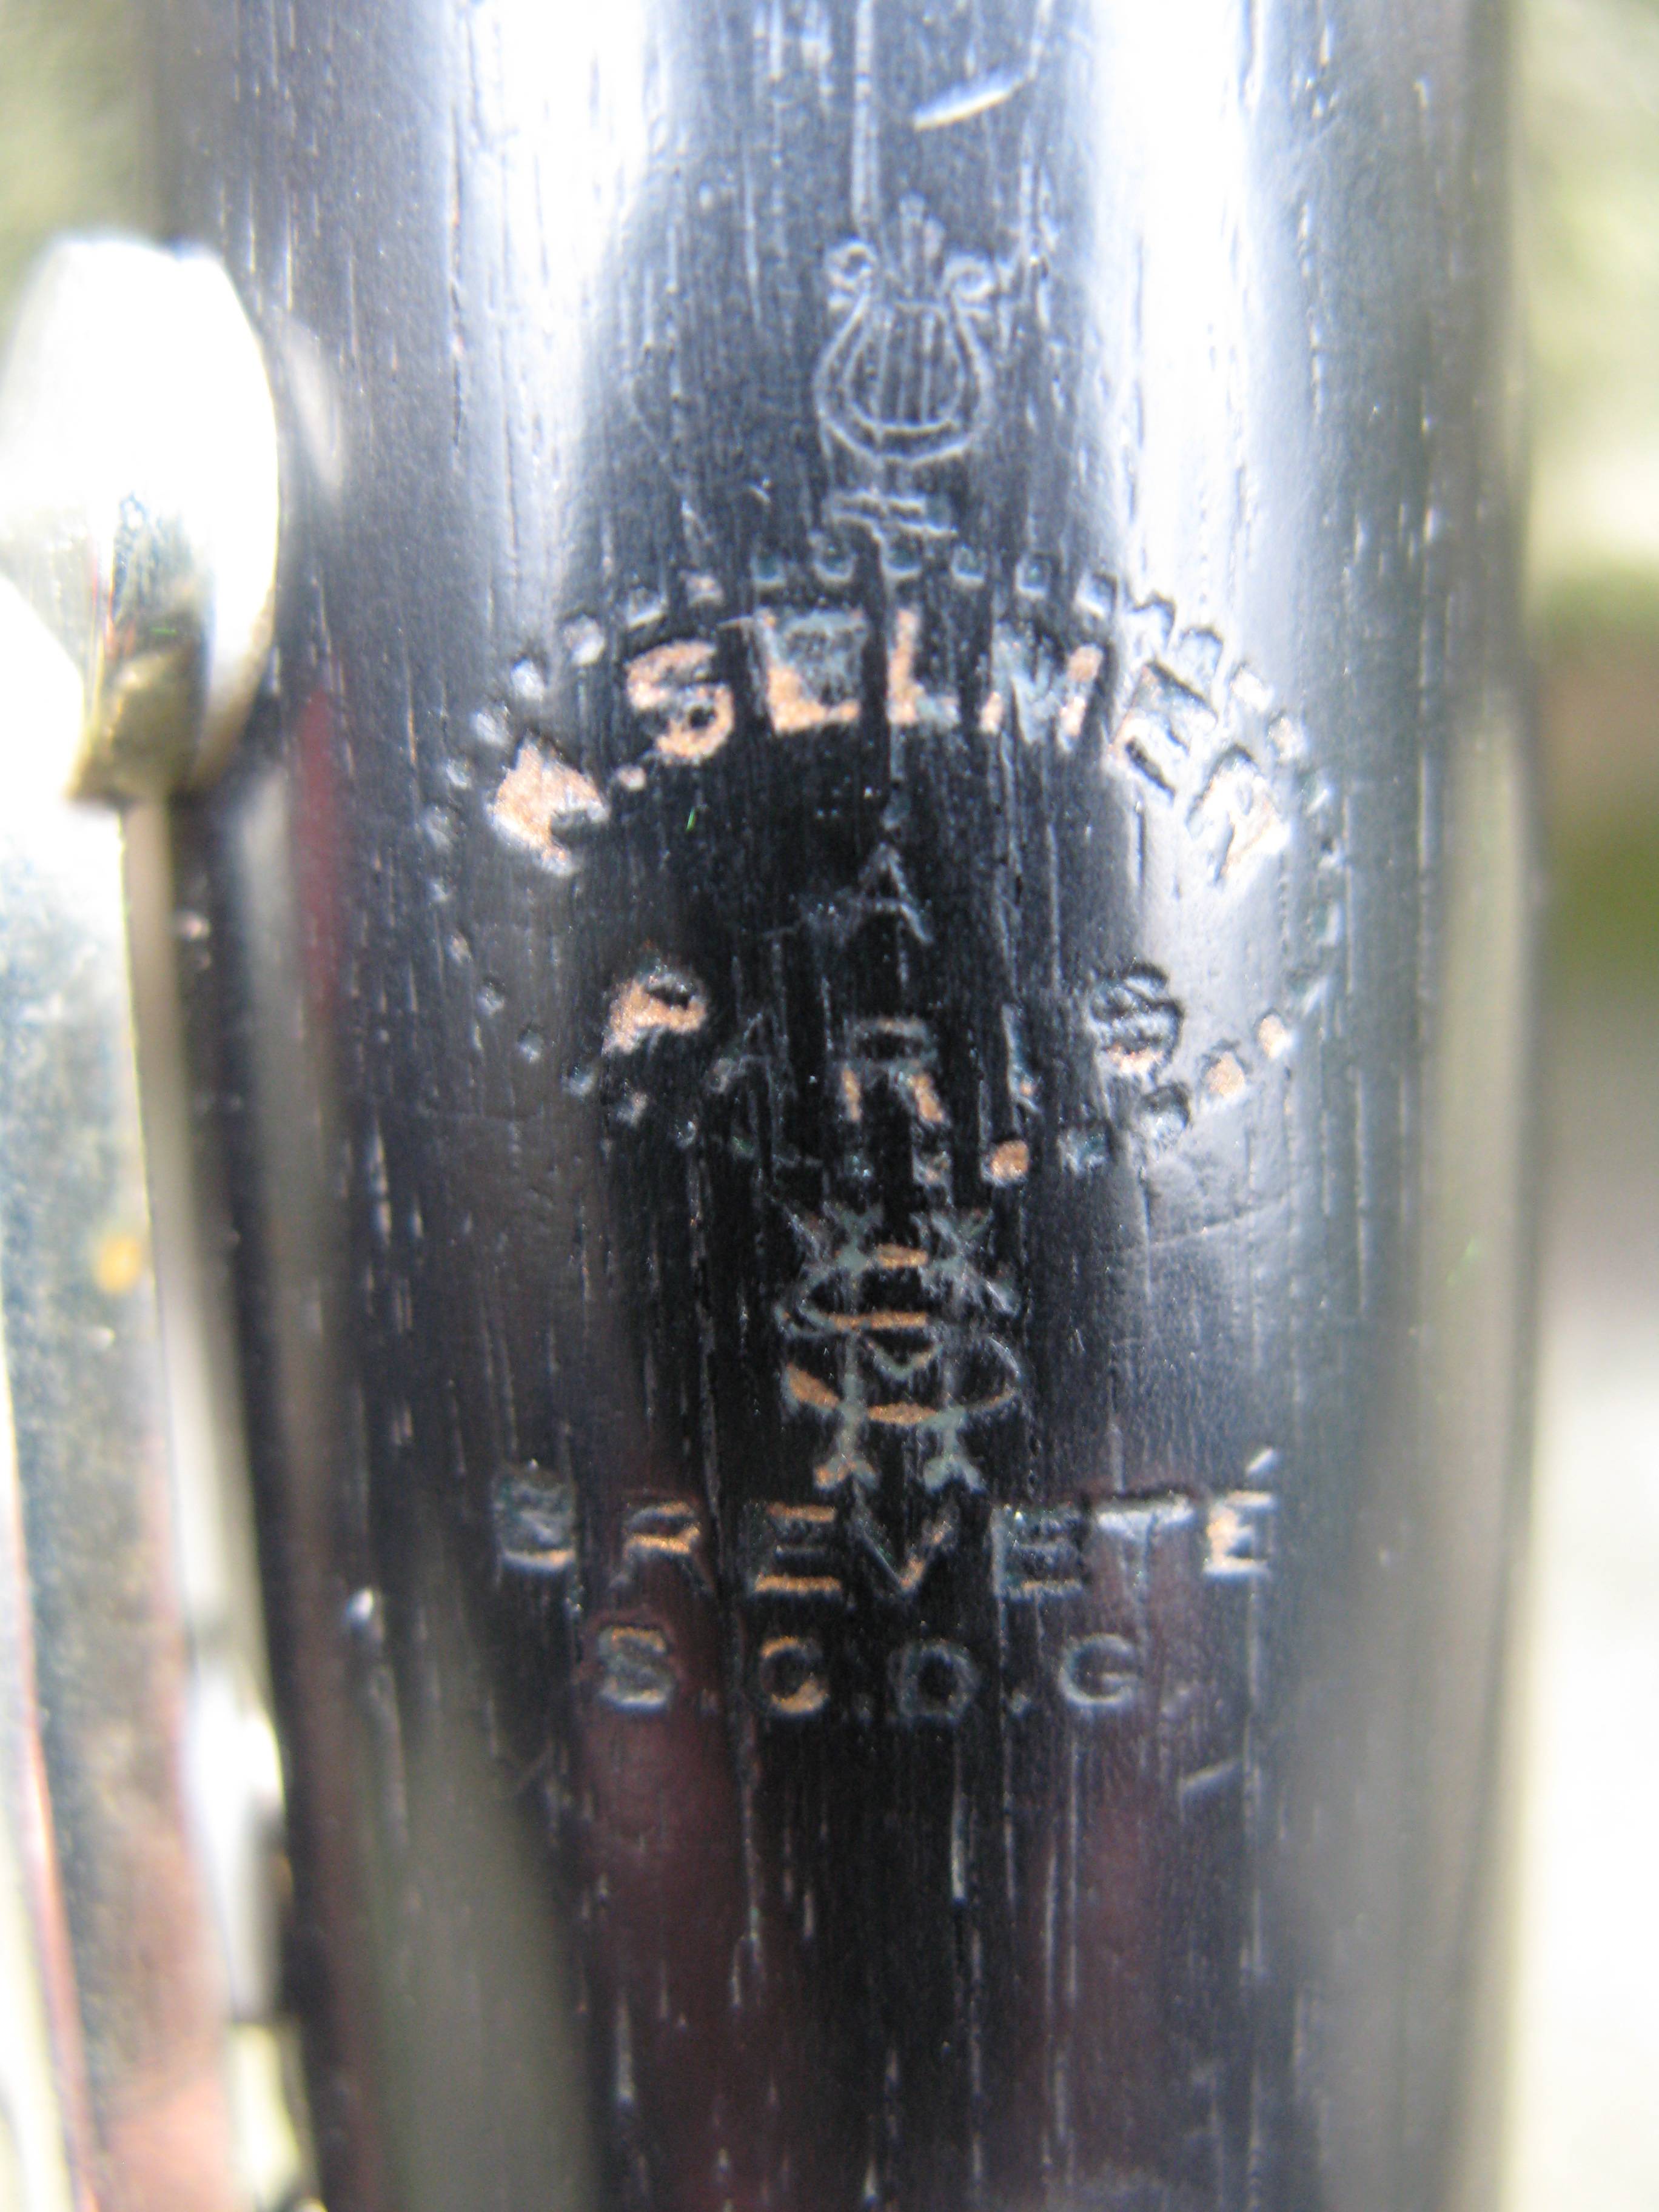 SELMER
A
PARIS
BREVETÉ
S.G.D.G.